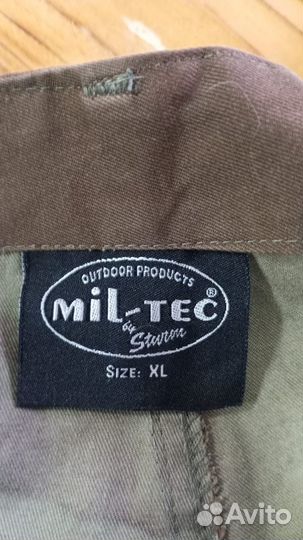 OUTDOOR PRODUCTS
MiL-TEC®
by Sturm
SIZE: XL
Avito